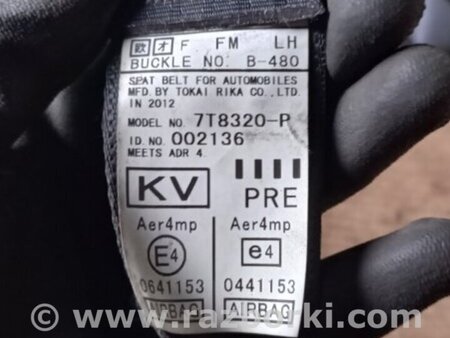 欧 オ F FM LH
BUCKLE NO. B-480
SEAT BELT FOR AUTOMOBILES
MFD. BY TOKAI RIKA CO., LTD.
IN 2012
MODEL NO. 7T8320-P
ID. NO. 002136
MEETS ADR 4
KV PRE
Aer4mp Aer4mp
E4 e4
0641153 0441153
AIRBAG AIRBAG
www.razborki.com